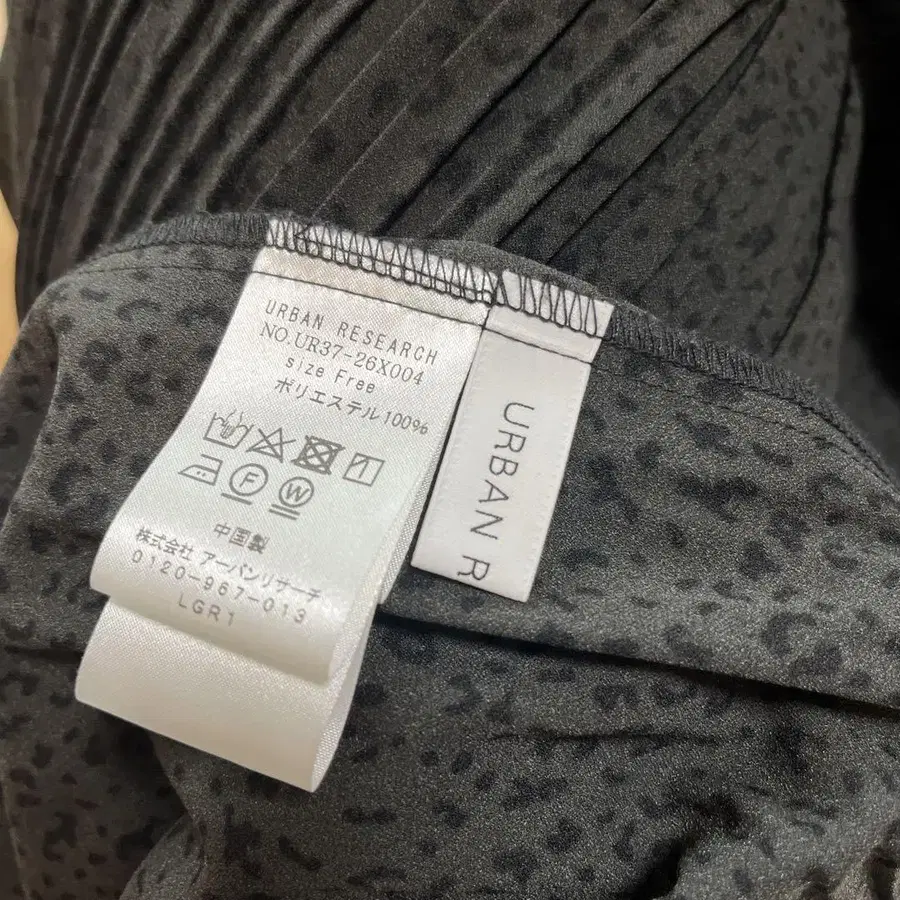 URBAN RESEARCH
NO.UR37-26X004
size Free
ポリエステル100%
F
W
中国製
株式会社 アーバンリサーチ
0120-967-013
LGR1
URBAN R